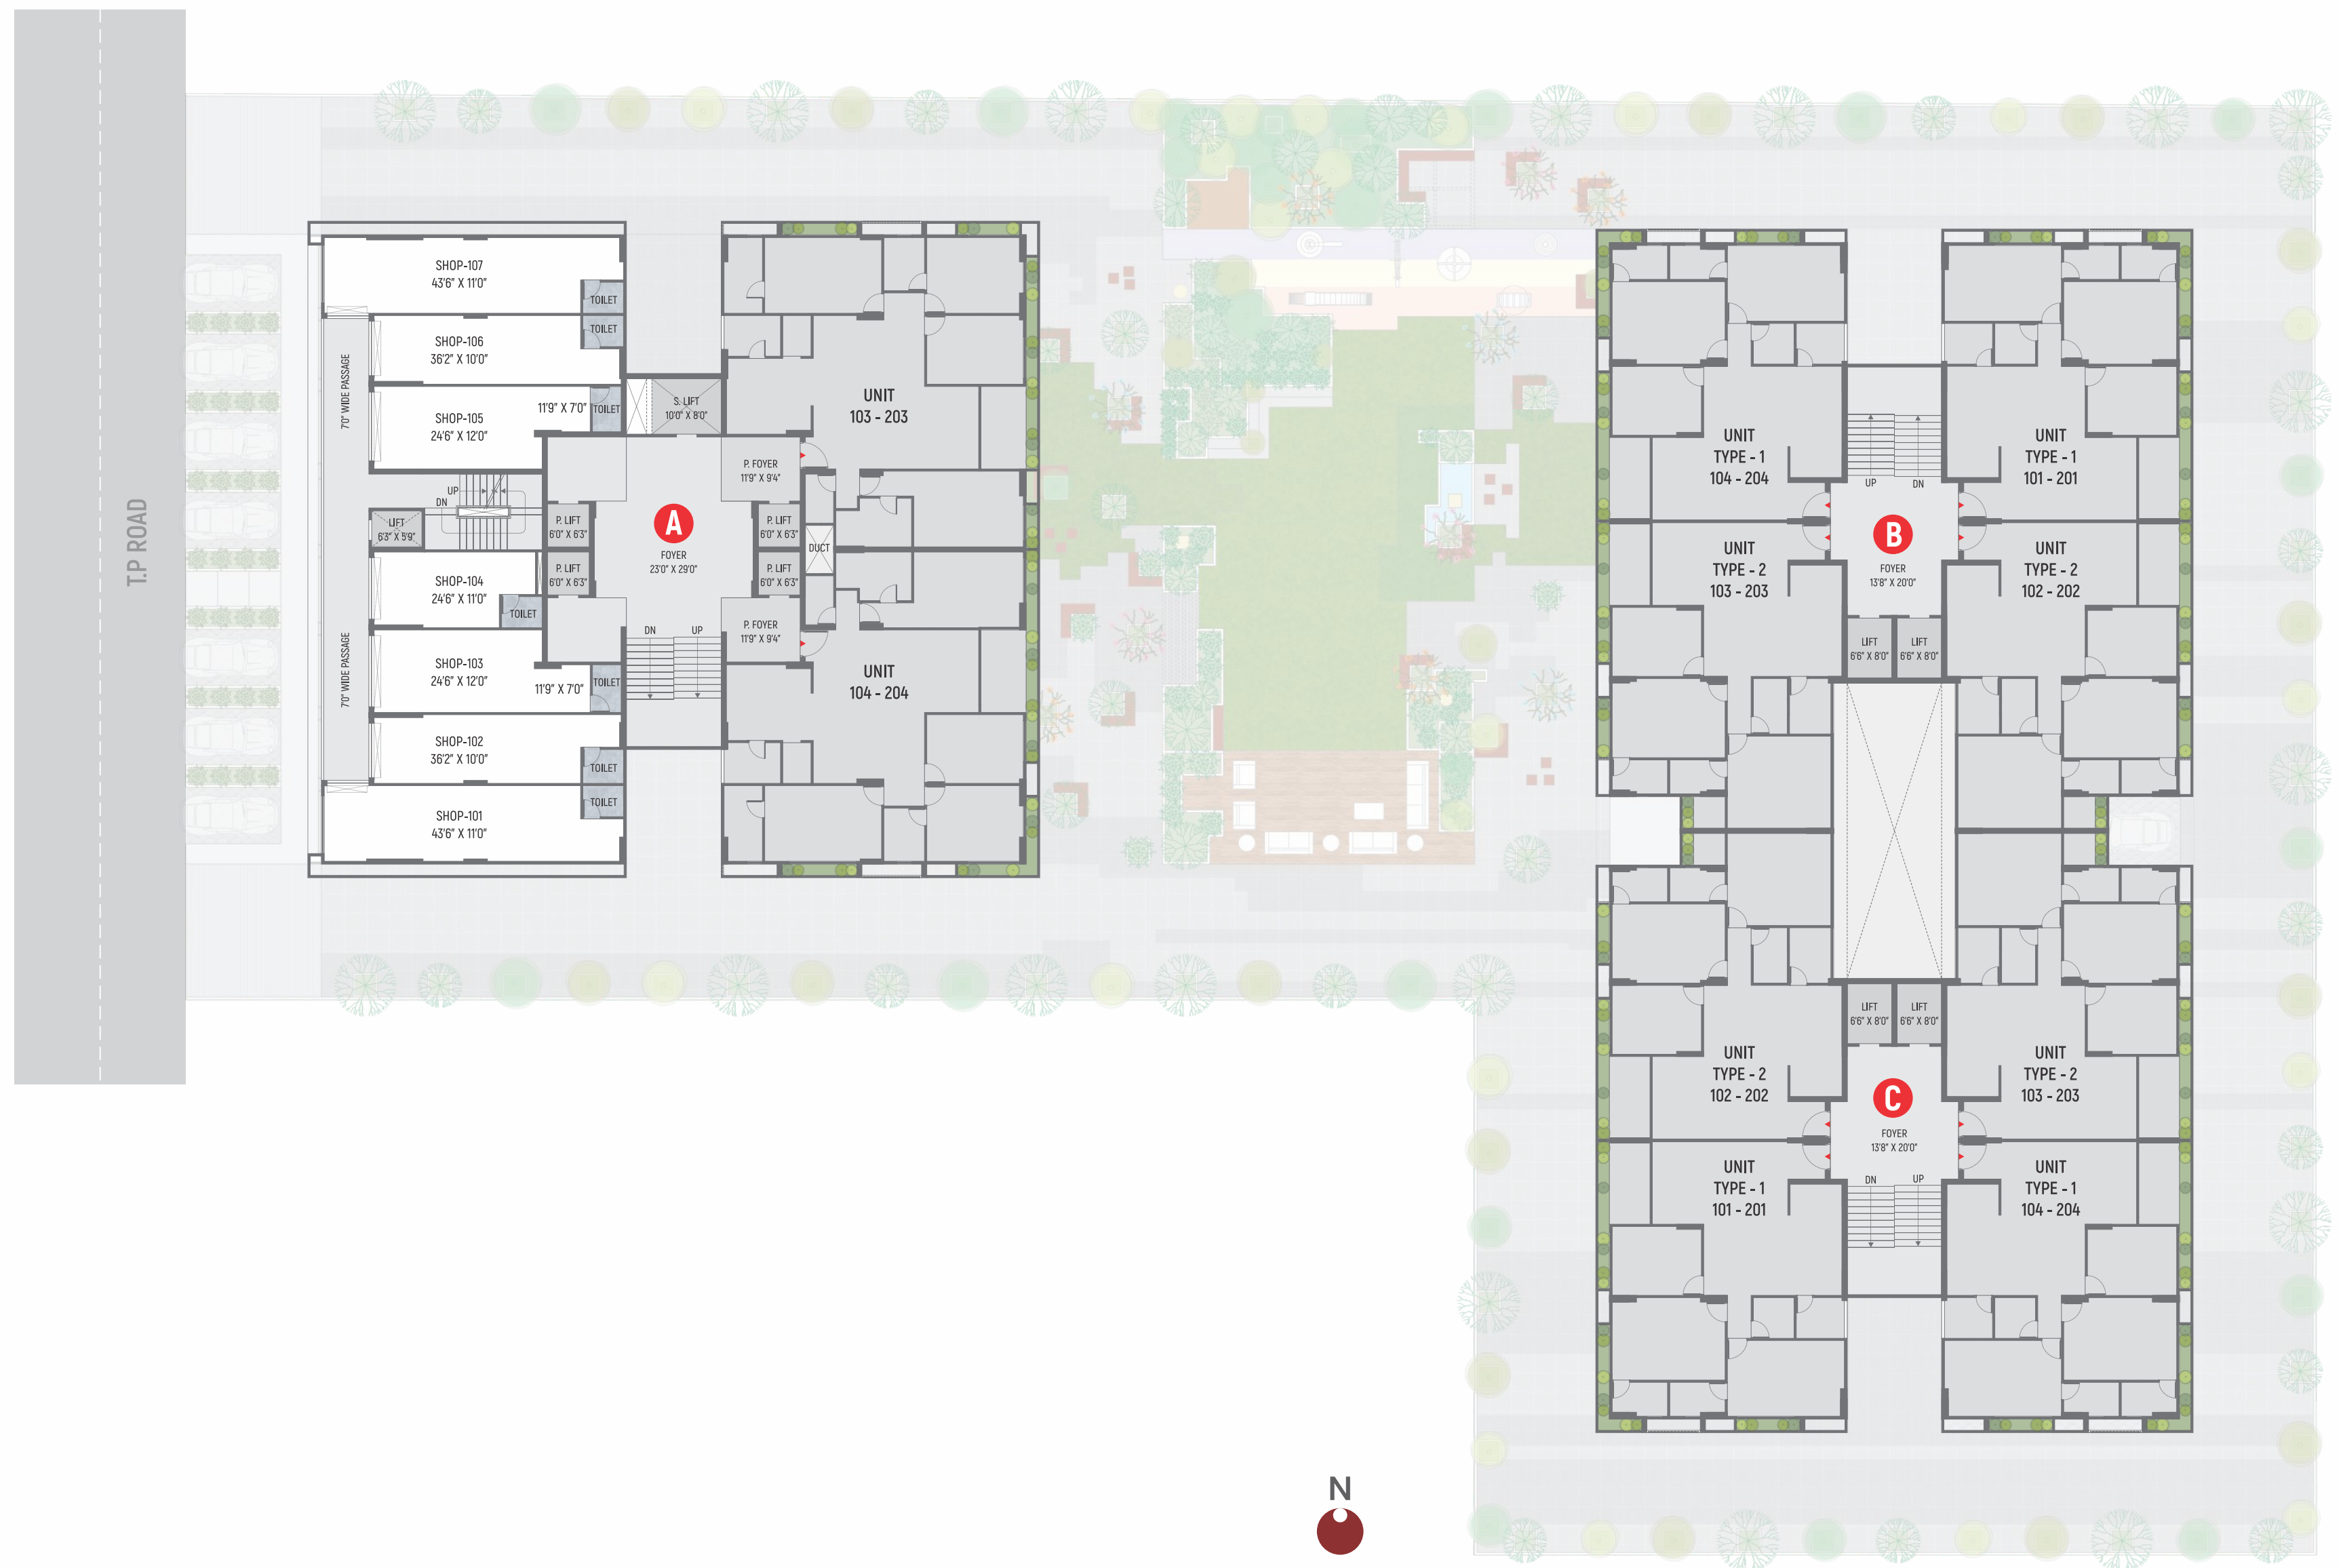 T.P ROAD
SHOP-107
43'6" X 11'0"
TOILET
TOILET
SHOP-106
36'2" X 10'0"
7'0" WIDE PASSAGE
SHOP-105
24'6" X 12'0"
11'9" X 7'0"
TOILET
UP
DN
LIFT
6'3" X 5'9"
SHOP-104
24'6" X 11'0"
TOILET
7'0" WIDE PASSAGE
SHOP-103
24'6" X 12'0"
11'9" X 7'0"
TOILET
SHOP-102
36'2" X 10'0"
TOILET
TOILET
SHOP-101
43'6" X 11'0"
S. LIFT
10'0" X 8'0"
P. FOYER
11'9" X 9'4"
P. LIFT
6'0" X 6'3"
P. LIFT
6'0" X 6'3"
A
FOYER
23'0" X 29'0"
P. LIFT
6'0" X 6'3"
P. LIFT
6'0" X 6'3"
DUCT
P. FOYER
11'9" X 9'4"
DN
UP
UNIT
103 - 203
UNIT
104 - 204
UNIT
TYPE - 1
104 - 204
UNIT
TYPE - 1
101 - 201
UP
DN
B
FOYER
13'8" X 20'0"
UNIT
TYPE - 2
103 - 203
UNIT
TYPE - 2
102 - 202
LIFT
6'6" X 8'0"
LIFT
6'6" X 8'0"
LIFT
6'6" X 8'0"
LIFT
6'6" X 8'0"
UNIT
TYPE - 2
102 - 202
UNIT
TYPE - 2
103 - 203
C
FOYER
13'8" X 20'0"
UNIT
TYPE - 1
101 - 201
UNIT
TYPE - 1
104 - 204
DN
UP
N